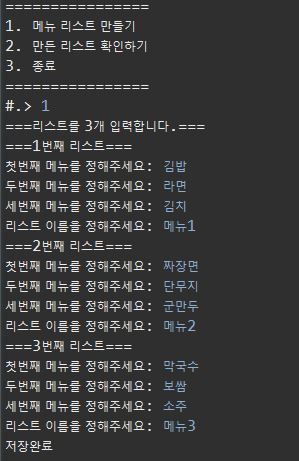 ================
1. 메뉴 리스트 만들기
2. 만든 리스트 확인하기
3. 종료
================
#.> 1
===리스트를 3개 입력합니다.===
===1번째 리스트===
첫번째 메뉴를 정해주세요: 김밥
두번째 메뉴를 정해주세요: 라면
세번째 메뉴를 정해주세요: 김치
리스트 이름을 정해주세요: 메뉴1
===2번째 리스트===
첫번째 메뉴를 정해주세요: 짜장면
두번째 메뉴를 정해주세요: 단무지
세번째 메뉴를 정해주세요: 군만두
리스트 이름을 정해주세요: 메뉴2
===3번째 리스트===
첫번째 메뉴를 정해주세요: 막국수
두번째 메뉴를 정해주세요: 보쌈
세번째 메뉴를 정해주세요: 소주
리스트 이름을 정해주세요: 메뉴3
저장완료